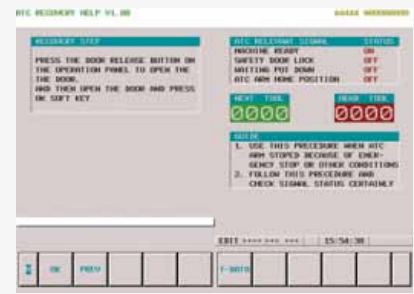 ATC RECOVERY HELP V1.00
RECOVERY STEP
PRESS THE DOOR RELEASE BUTTON ON
THE OPERATION PANEL TO OPEN THE
THE DOOR.
AND THEN OPEN THE DOOR AND PRESS
OK SOFT KEY
ATC RELEVANT SIGNAL STATUS
MACHINE READY ON
SAFETY DOOR LOCK OFF
WAITING POT DOWN OFF
ATC ARM HOME POSITION OFF
NEXT TOOL
0000
0000
GUIDE
1. USE THIS PROCEDURE WHEN ATC
ARM STOPED BECAUSE OF EMER-
GENCY STOP OR OTHER CONDITIONS
2. FOLLOW THIS PROCEDURE AND
CHECK SIGNAL STATUS CERTAINLY
EDIT **** *** *** 15:54:30
OK PREV